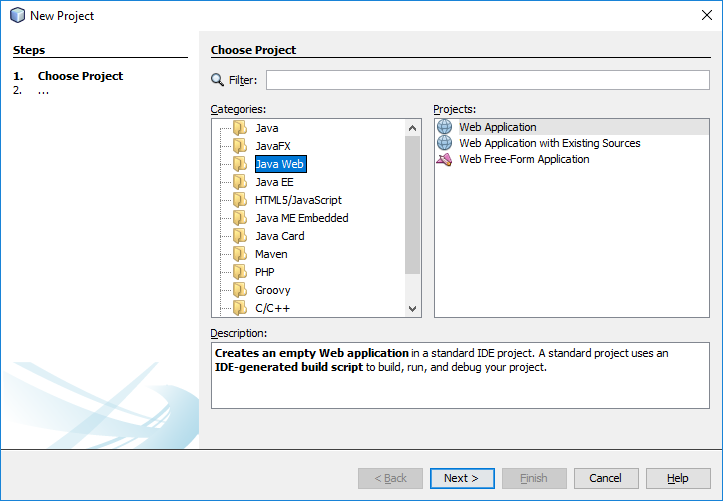 New Project
Steps
1. Choose Project
2. ...
Choose Project
Filter:
Categories:
Java
JavaFX
Java Web
Java EE
HTML5/JavaScript
Java ME Embedded
Java Card
Maven
PHP
Groovy
C/C++
Projects:
Web Application
Web Application with Existing Sources
Web Free-Form Application
Description:
Creates an empty Web application in a standard IDE project. A standard project uses an
IDE-generated build script to build, run, and debug your project.
< Back
Next >
Finish
Cancel
Help